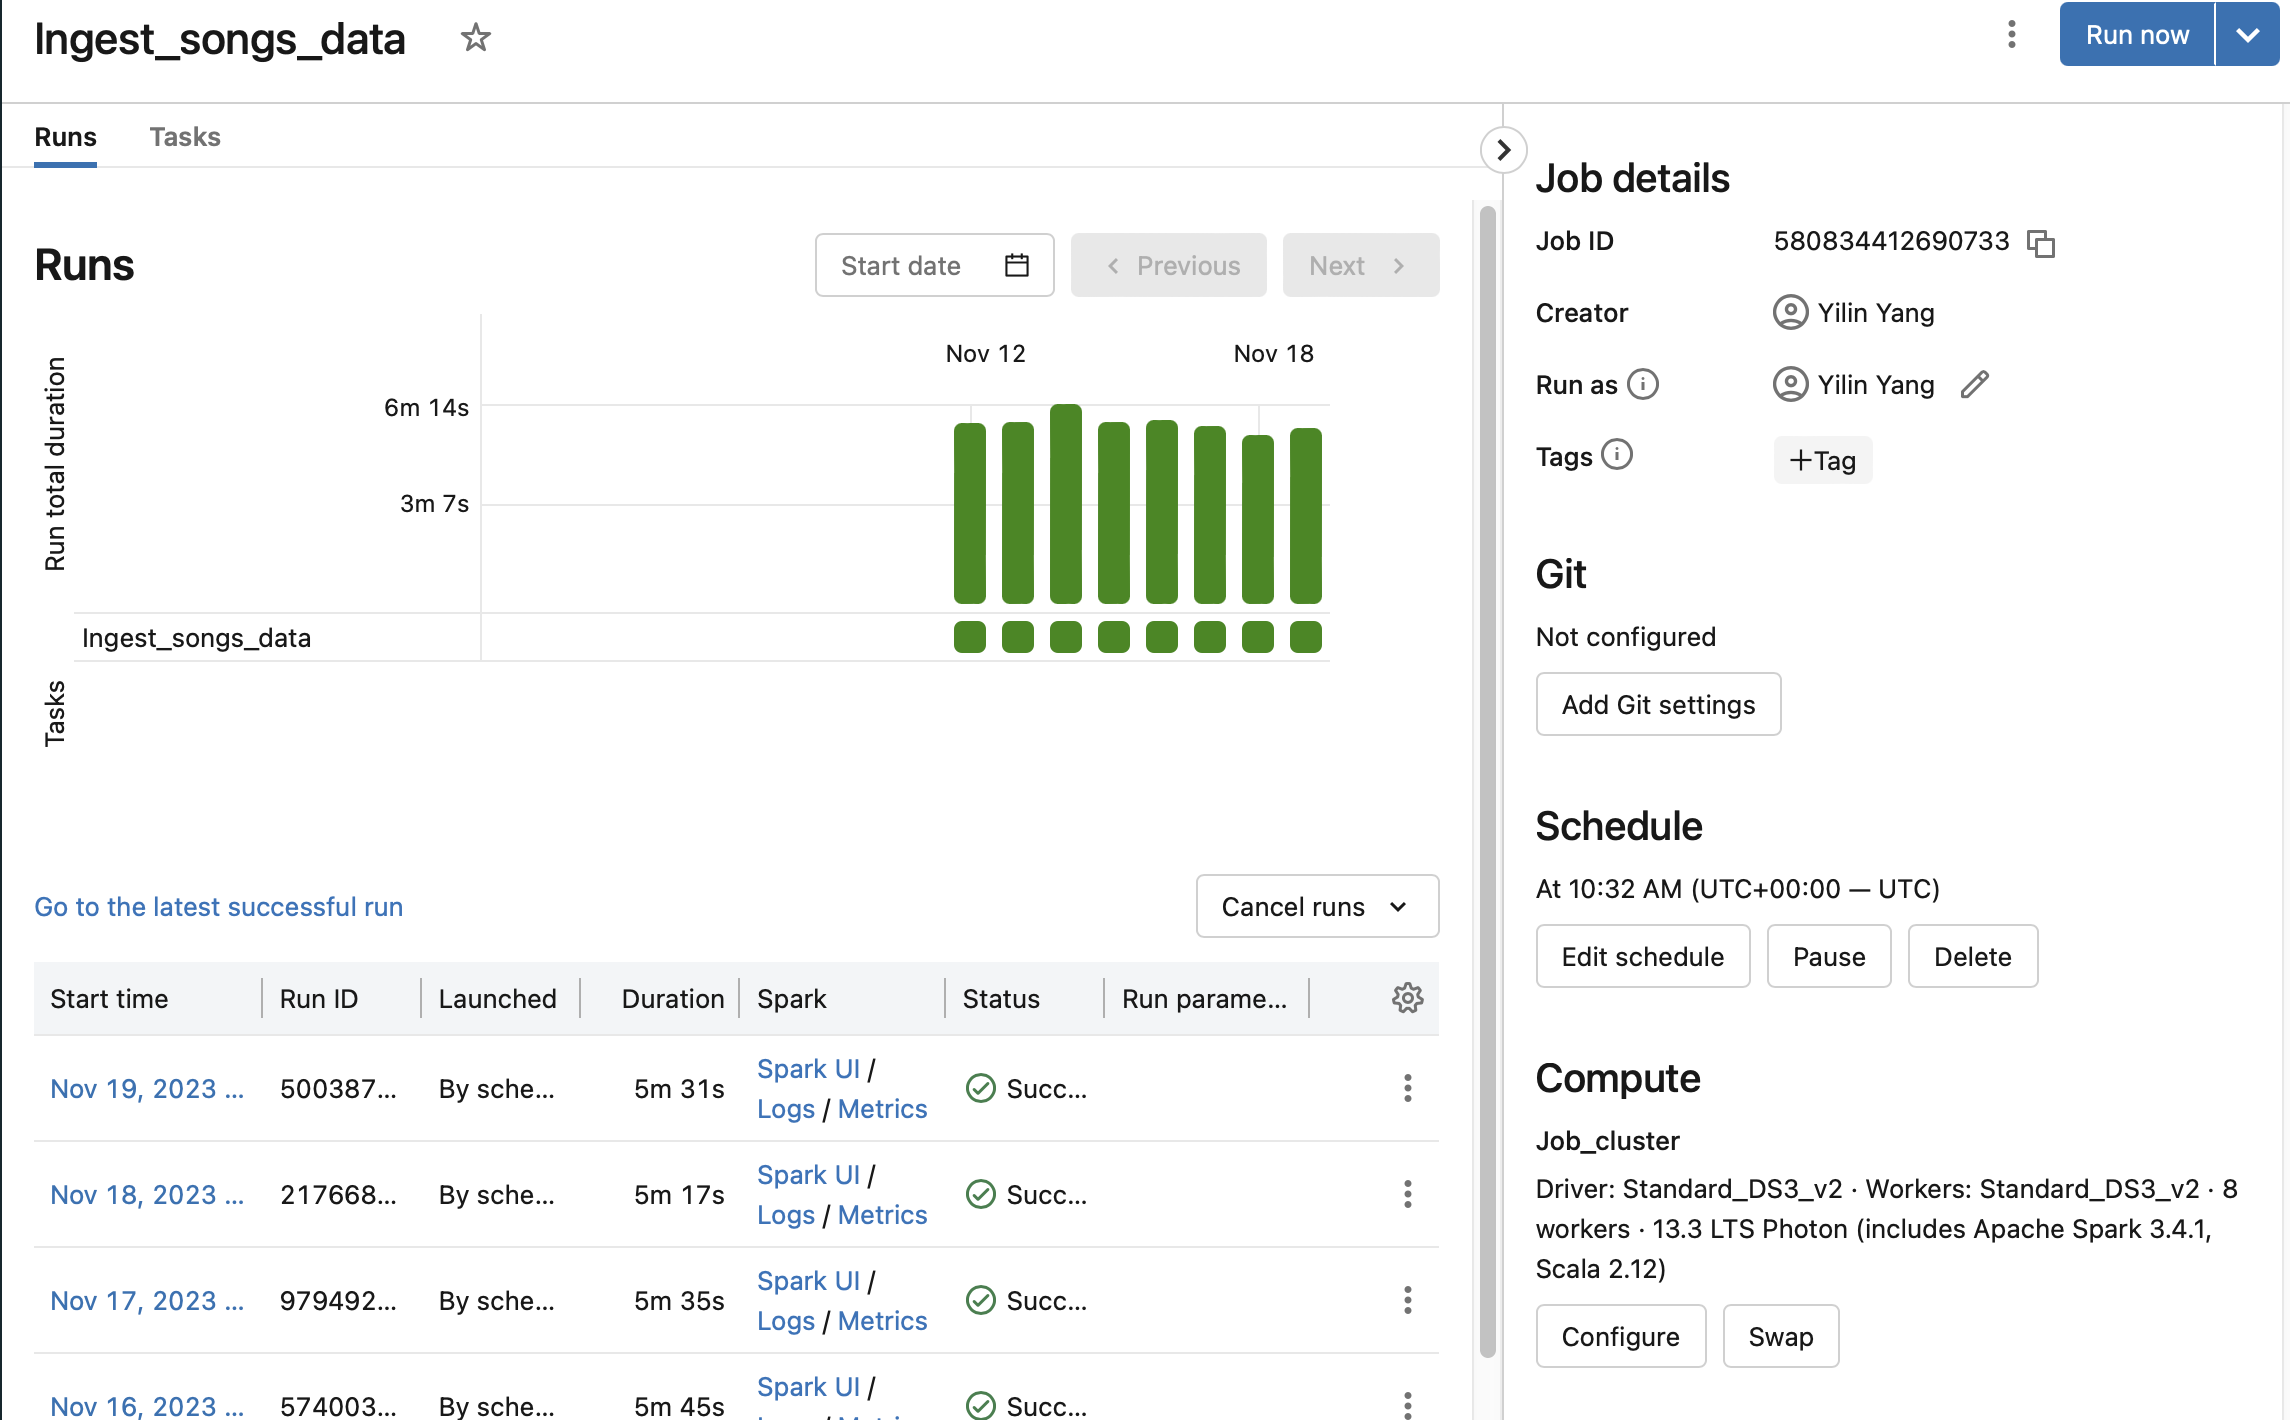 Ingest_songs_data
Run now
Runs
Tasks
Runs
Start date
Previous
Next
Nov 12
Nov 18
Run total duration
6m 14s
3m 7s
Ingest_songs_data
Tasks
Go to the latest successful run
Cancel runs
Start time Run ID Launched Duration Spark Status Run parame...
Nov 19, 2023 ... 500387... By sche... 5m 31s Spark UI / Succ...
Logs / Metrics
Nov 18, 2023 ... 217668... By sche... 5m 17s Spark UI / Succ...
Logs / Metrics
Nov 17, 2023 ... 979492... By sche... 5m 35s Spark UI / Succ...
Logs / Metrics
Nov 16, 2023 ... 574003... By sche... 5m 45s Spark UI / Succ...
Job details
Job ID 580834412690733
Creator Yilin Yang
Run as Yilin Yang
Tags +Tag
Git
Not configured
Add Git settings
Schedule
At 10:32 AM (UTC+00:00 — UTC)
Edit schedule Pause Delete
Compute
Job_cluster
Driver: Standard_DS3_v2 · Workers: Standard_DS3_v2 · 8
workers · 13.3 LTS Photon (includes Apache Spark 3.4.1,
Scala 2.12)
Configure Swap